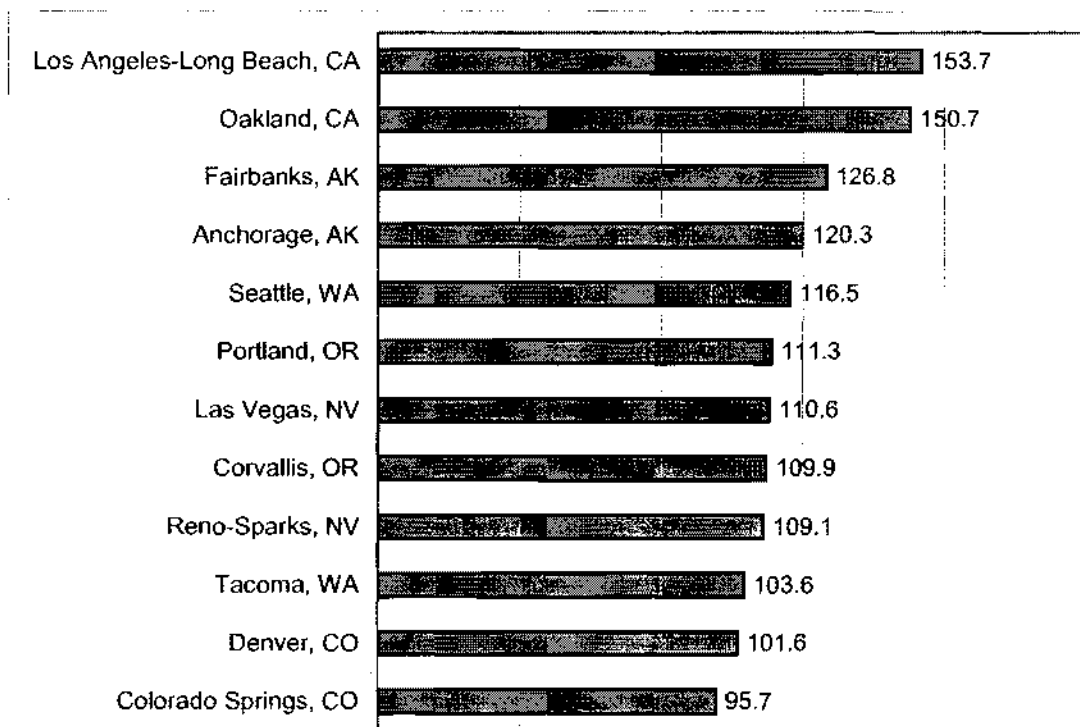 Los Angeles-Long Beach, CA 153.7
Oakland, CA 150.7
Fairbanks, AK 126.8
Anchorage, AK 120.3
Seattle, WA 116.5
Portland, OR 111.3
Las Vegas, NV 110.6
Corvallis, OR 109.9
Reno-Sparks, NV 109.1
Tacoma, WA 103.6
Denver, CO 101.6
Colorado Springs, CO 95.7